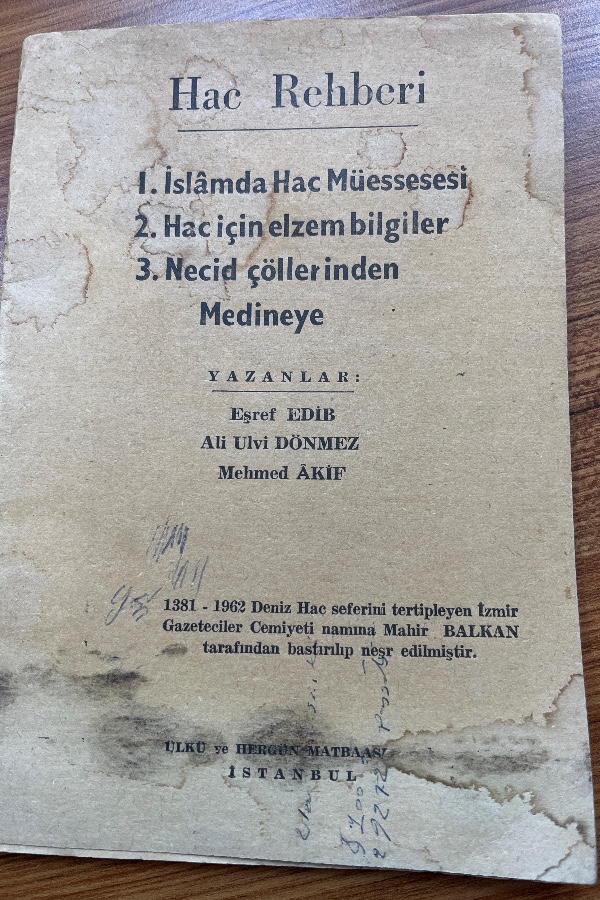 Hac Rehberi
1. İslâmda Hac Müessesesi
2. Hac için elzem bilgiler
3. Necid çöllerinden
Medineye
YAZANLAR:
Eşref EDİB
Ali Ulvi DÖNMEZ
Mehmed ÂKİF
1381 - 1962 Deniz Hac seferini tertipleyen İzmir
Gazeteciler Cemiyeti namına Mahir BALKAN
tarafından bastırılıp neşr edilmiştir.
ÜLKÜ ve HERGÜN MATBAASI
İSTANBUL